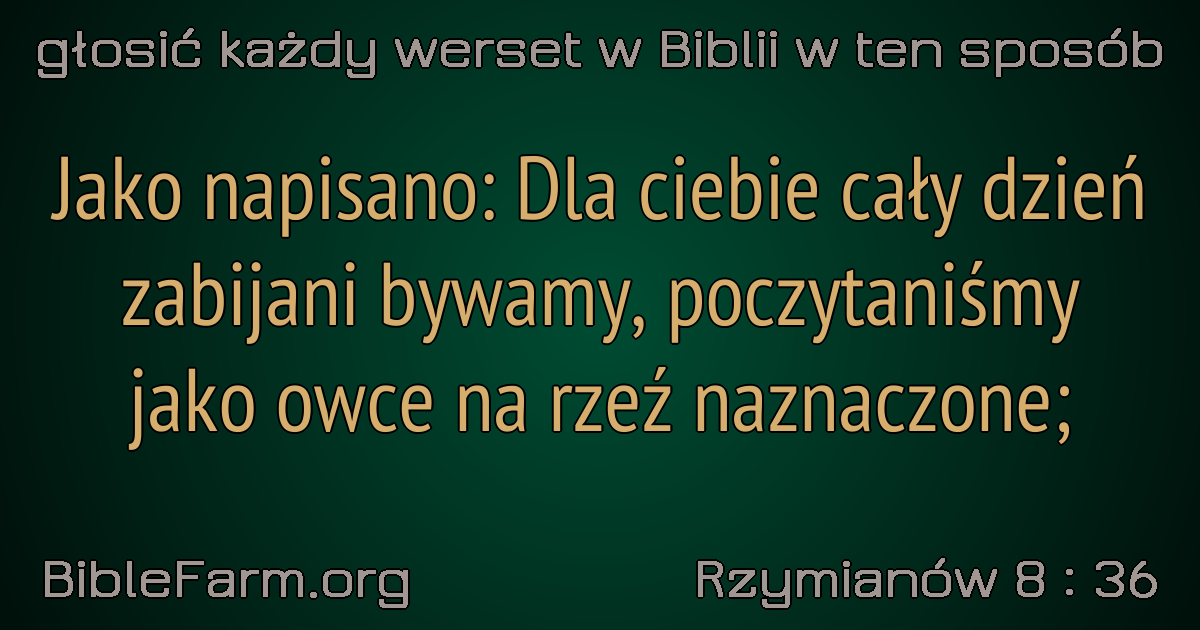 głosić każdy werset w Biblii w ten sposób
Jako napisano: Dla ciebie cały dzień
zabijani bywamy, poczytaniśmy
jako owce na rzeź naznaczone;
BibleFarm.org
Rzymianów 8 : 36